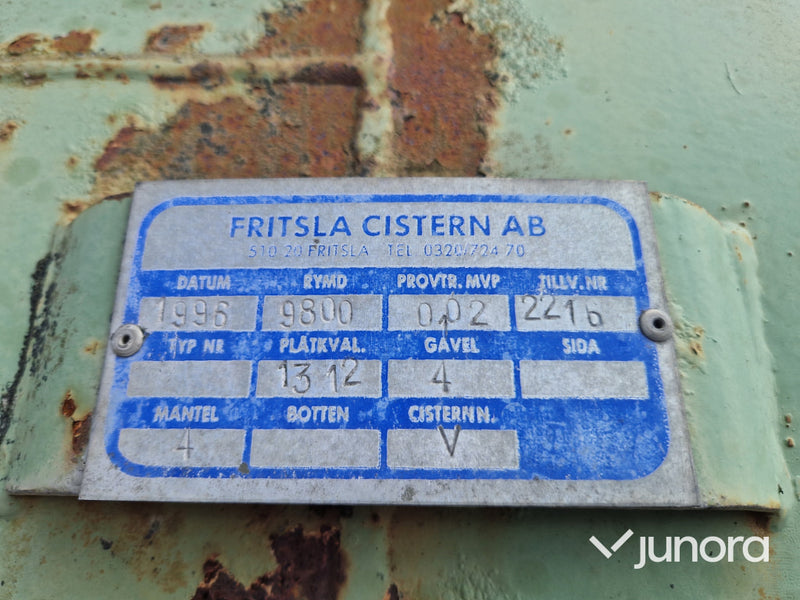 FRITSLA CISTERN AB
510 20 FRITSLA TEL. 0320/724 70
DATUM RYMD PROVTR. MVP TILLV. NR
1996 9800 0,02 2216
TYP NR PLÅTKVAL. GAVEL SIDA
1312 4
MANTEL BOTTEN CISTERNN.
4 V
junora